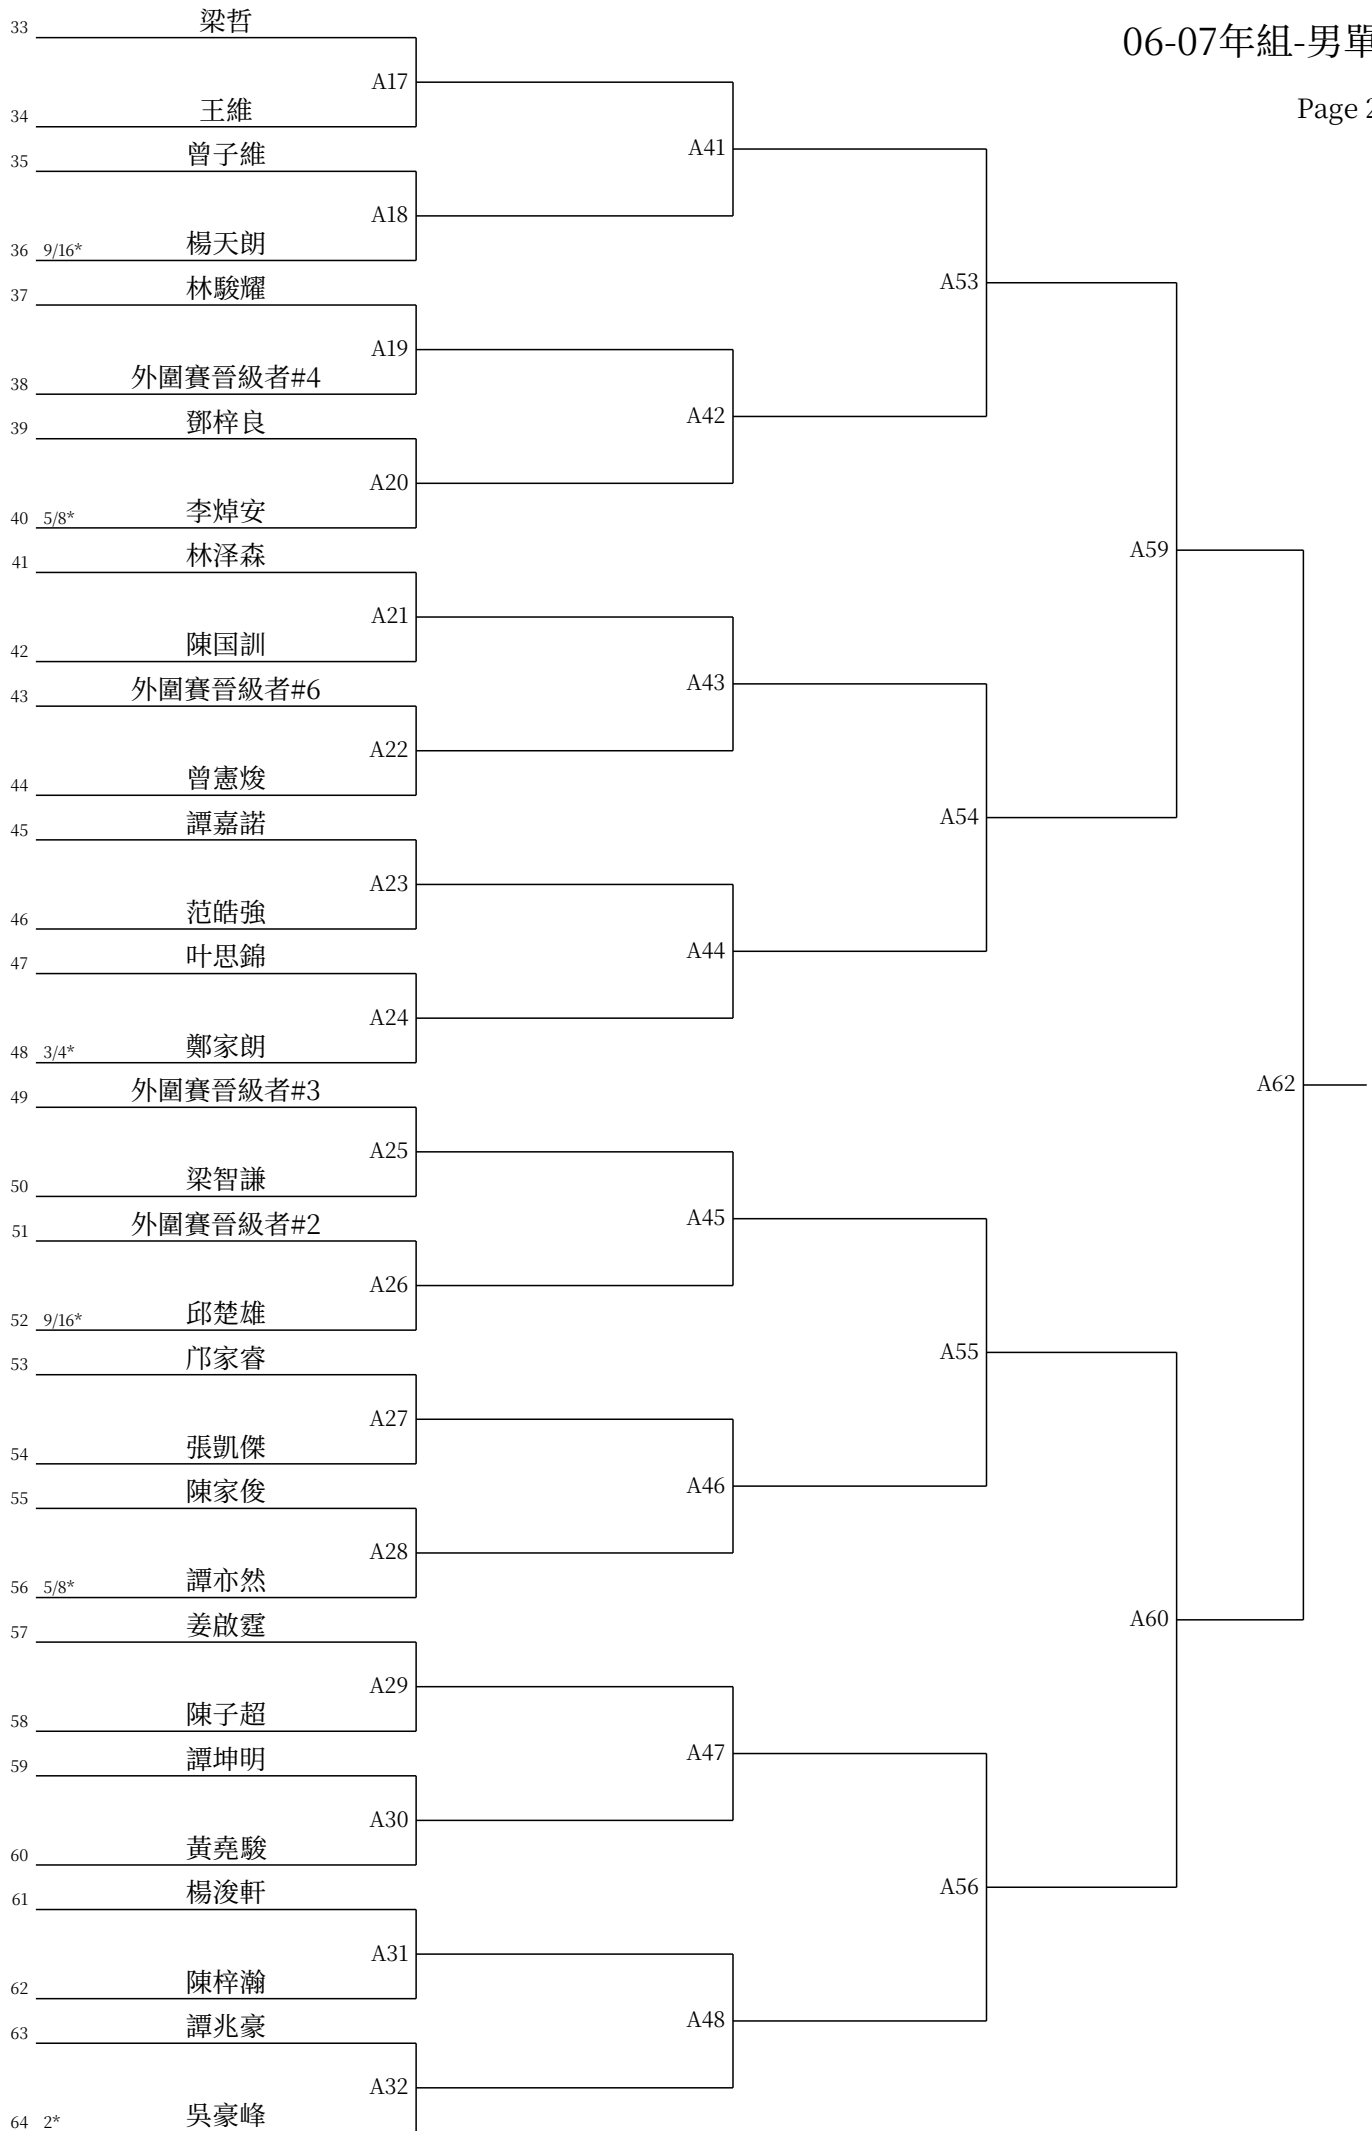 06-07年組-男單
Page 2
33 梁哲
A17
34 王維
A41
35 曾子維
A18
36 9/16* 楊天朗
A53
37 林駿耀
A19
38 外圍賽晉級者#4
A42
39 鄧梓良
A20
40 5/8* 李焯安
A59
41 林泽森
A21
42 陳国訓
A43
43 外圍賽晉級者#6
A22
44 曾憲焌
A54
45 譚嘉諾
A23
46 范皓強
A44
47 叶思錦
A24
48 3/4* 鄭家朗
A62
49 外圍賽晉級者#3
A25
50 梁智謙
A45
51 外圍賽晉級者#2
A26
52 9/16* 邱楚雄
A55
53 邝家睿
A27
54 張凱傑
A46
55 陳家俊
A28
56 5/8* 譚亦然
A60
57 姜啟霆
A29
58 陳子超
A47
59 譚坤明
A30
60 黃堯駿
A56
61 楊浚軒
A31
62 陳梓瀚
A48
63 譚兆豪
A32
64 2* 吳豪峰